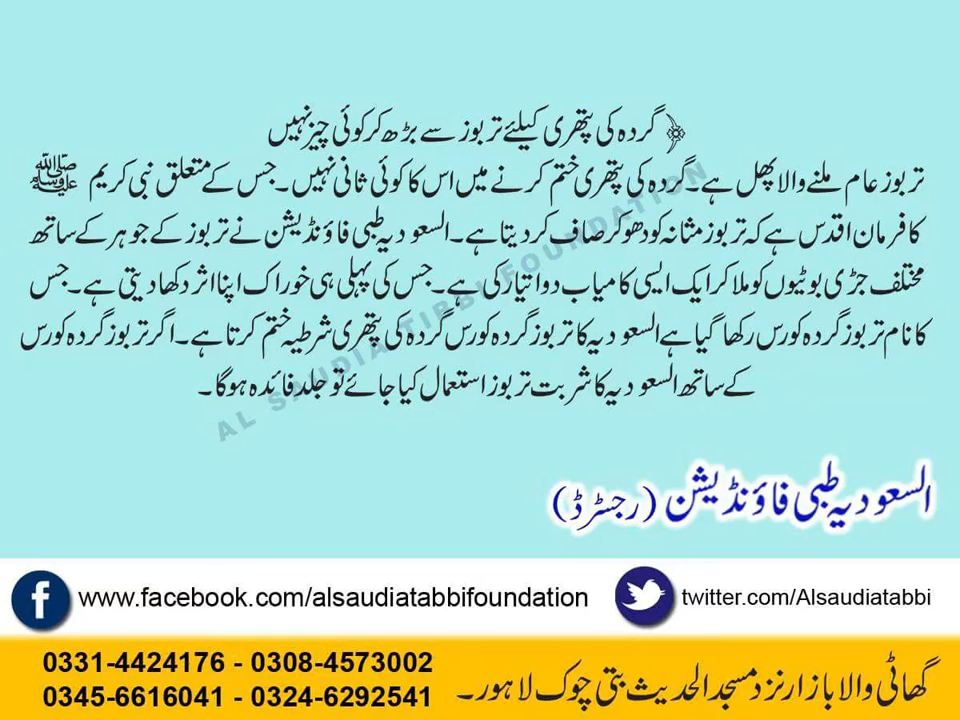 گردہ کی پتھری کیلئے تربوز سے بڑھ کر کوئی چیز نہیں
تربوز عام ملنے والا پھل ہے۔ گردہ کی پتھری ختم کرنے میں اس کا کوئی ثانی نہیں۔ جس کے متعلق نبی کریم ﷺ
کا فرمان اقدس ہے کہ تربوز مثانہ کو دھو کر صاف کر دیتا ہے۔ السعودیہ طبی فاؤنڈیشن نے تربوز کے جوہر کے ساتھ
مختلف جڑی بوٹیوں کو ملا کر ایک ایسی کامیاب دوا تیار کی ہے۔ جس کی پہلی ہی خوراک اپنا اثر دکھا دیتی ہے۔ جس
کا نام تربوز گردہ کورس رکھا گیا ہے السعودیہ کا تربوز گردہ کورس گردہ کی پتھری شرطیہ ختم کرتا ہے۔ اگر تربوز گردہ کورس
کے ساتھ السعودیہ کا شربت تربوز استعمال کیا جائے تو جلد فائدہ ہوگا۔
AL SAUDIA TIBBI FOUNDATION
السعودیہ طبی فاؤنڈیشن (رجسٹرڈ)
www.facebook.com/alsaudiatabbifoundation
twitter.com/Alsaudiatabbi
0331-4424176 - 0308-4573002
0345-6616041 - 0324-6292541
گھاٹی والا بازار نزد مسجد الحدیث بتی چوک لاہور۔